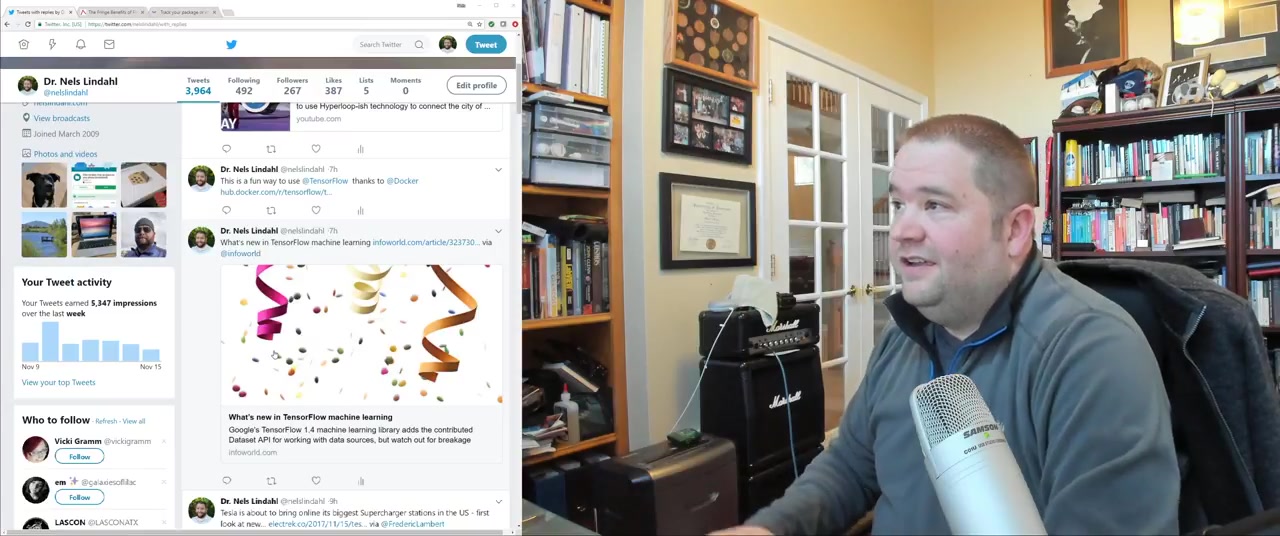 Tweets with replies by D
The Fringe Benefits of F
Track your package or s
Twitter, Inc. [US] https://twitter.com/nelslindahl/with_replies
Search Twitter
Tweet
Dr. Nels Lindahl
@nelslindahl
Tweets
3,964
Following
492
Followers
267
Likes
387
Lists
5
Moments
0
Edit profile
nelslindahl.com
View broadcasts
Joined March 2009
Photos and videos
Your Tweet activity
Your Tweets earned 5,347 impressions
over the last week
Nov 9
Nov 15
View your top Tweets
Who to follow · Refresh · View all
Vicki Gramm @vickigramm
Follow
em @galaxiesoflilac
Follow
LASCON @LASCONATX
AY
to use Hyperloop-ish technology to connect the city of ...
youtube.com
Dr. Nels Lindahl @nelslindahl · 7h
This is a fun way to use @TensorFlow thanks to @Docker
hub.docker.com/r/tensorflow/t...
Dr. Nels Lindahl @nelslindahl · 7h
What's new in TensorFlow machine learning infoworld.com/article/323730... via
@infoworld
What's new in TensorFlow machine learning
Google's TensorFlow 1.4 machine learning library adds the contributed
Dataset API for working with data sources, but watch out for breakage
infoworld.com
Dr. Nels Lindahl @nelslindahl · 9h
Tesla is about to bring online its biggest Supercharger stations in the US - first
look at new... electrek.co/2017/11/15/tes... via @FredericLambert
Marshall
Marshall
SAMSON